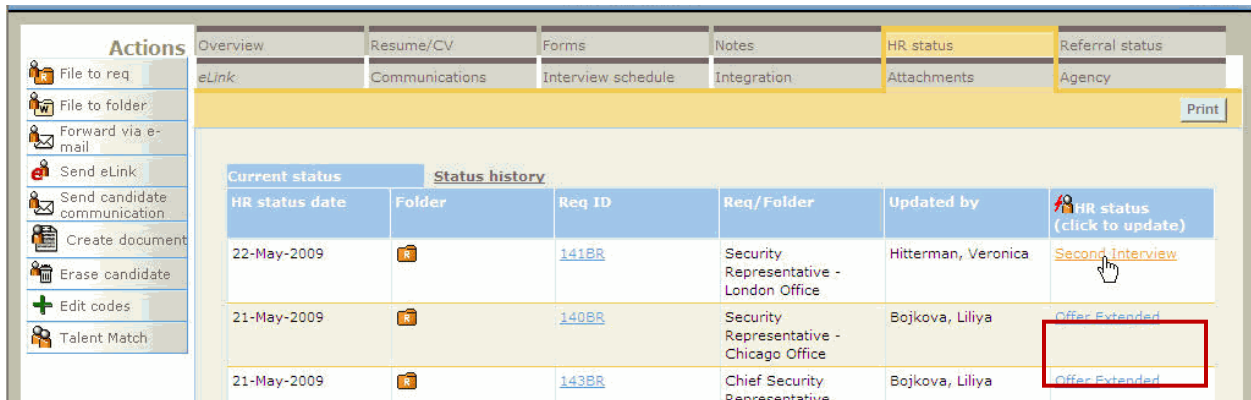 Actions
File to req
File to folder
Forward via e-
mail
Send eLink
Send candidate
communication
Create document
Erase candidate
Edit codes
Talent Match
Overview Resume/CV Forms Notes HR status Referral status
eLink Communications Interview schedule Integration Attachments Agency
Print
Current status Status history
HR status date Folder Req ID Req/Folder Updated by HR status
(click to update)
22-May-2009 R 141BR Security Hitterman, Veronica Second Interview
Representative -
London Office
21-May-2009 R 140BR Security Bojkova, Liliya Offer Extended
Representative -
Chicago Office
21-May-2009 R 143BR Chief Security Bojkova, Liliya Offer Extended
Representative